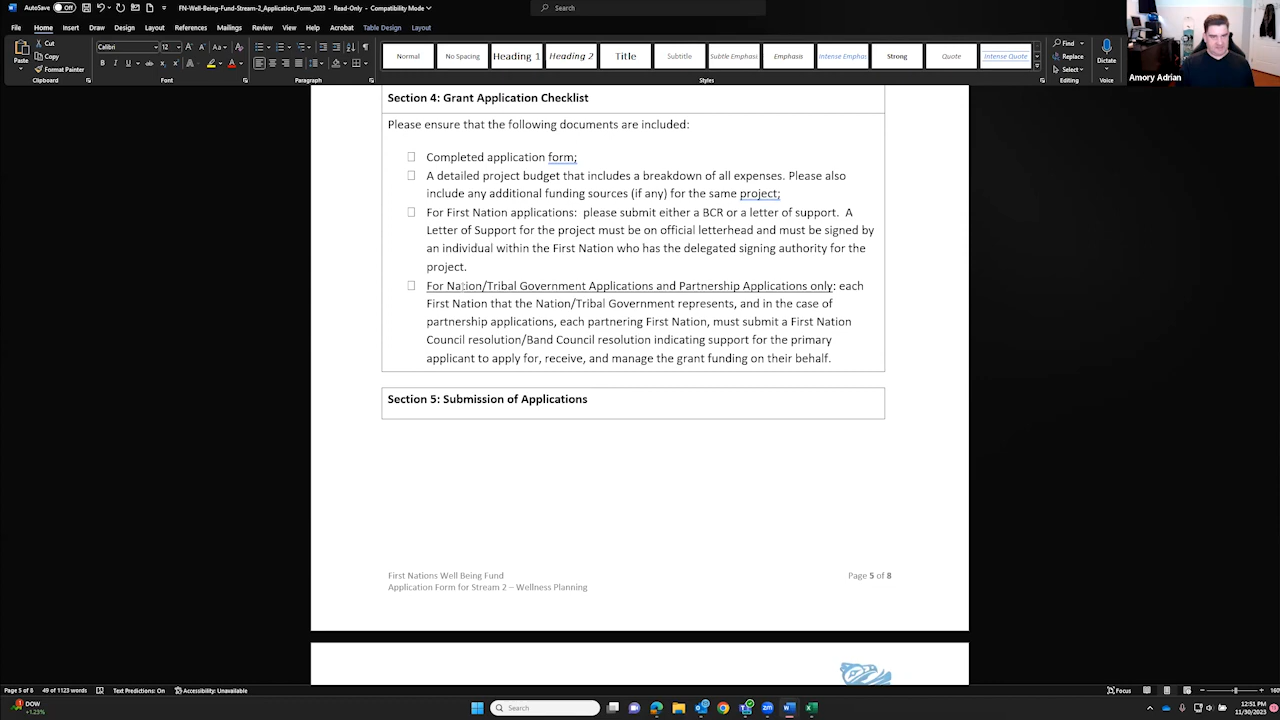 AutoSave Off FN-Well-Being-Fund-Stream-2_Application_Form_2023 - Read-Only - Compatibility Mode Search
File Home Insert Draw Design Layout References Mailings Review View Help Acrobat Table Design Layout
Paste Cut Copy Format Painter Clipboard
Calibri 12 Font Paragraph
Normal No Spacing Heading 1 Heading 2 Title Subtitle Subtle Emphasis Emphasis Intense Emphas Strong Quote Intense Quote Styles
Find Replace Select Editing Dictate Voice
Amory Adrian
Section 4: Grant Application Checklist
Please ensure that the following documents are included:
Completed application form;
A detailed project budget that includes a breakdown of all expenses. Please also
include any additional funding sources (if any) for the same project;
For First Nation applications: please submit either a BCR or a letter of support. A
Letter of Support for the project must be on official letterhead and must be signed by
an individual within the First Nation who has the delegated signing authority for the
project.
For Nation/Tribal Government Applications and Partnership Applications only: each
First Nation that the Nation/Tribal Government represents, and in the case of
partnership applications, each partnering First Nation, must submit a First Nation
Council resolution/Band Council resolution indicating support for the primary
applicant to apply for, receive, and manage the grant funding on their behalf.
Section 5: Submission of Applications
First Nations Well Being Fund Page 5 of 8
Application Form for Stream 2 – Wellness Planning
Page 5 of 8 49 of 1123 words Text Predictions: On Accessibility: Unavailable Focus
DOW
+1.23%
Search
12:51 PM
11/30/2023